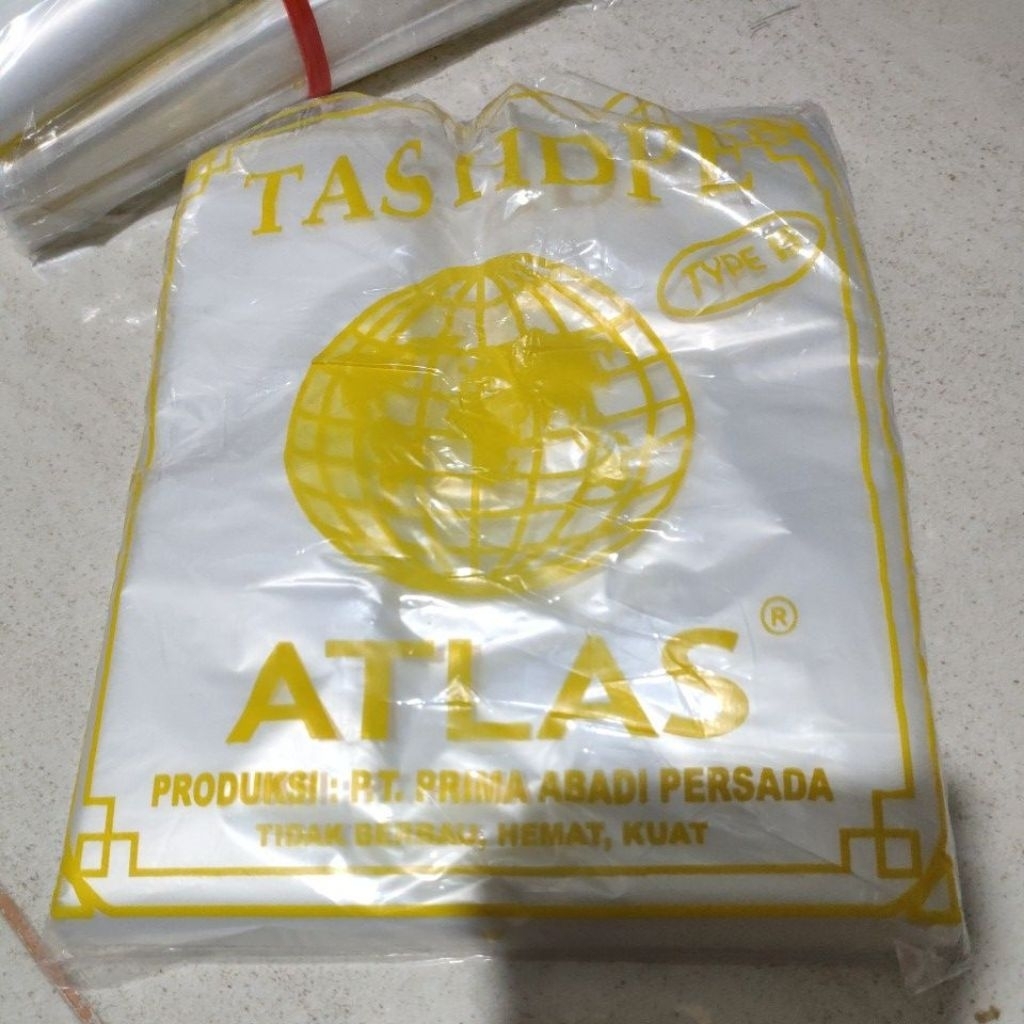 TAS HDPE
TYPE
ATLAS ®
PRODUKSI : P.T. PRIMA ABADI PERSADA
TIDAK BERBAU, HEMAT, KUAT